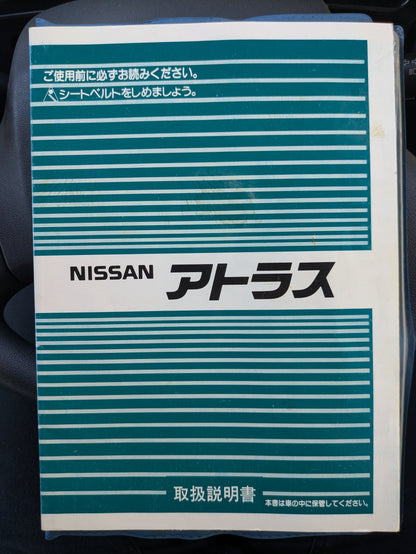 ご使用前に必ずお読みください。
シートベルトをしめましょう。
NISSAN アトラス
取扱説明書
本書は車の中に保管してください。